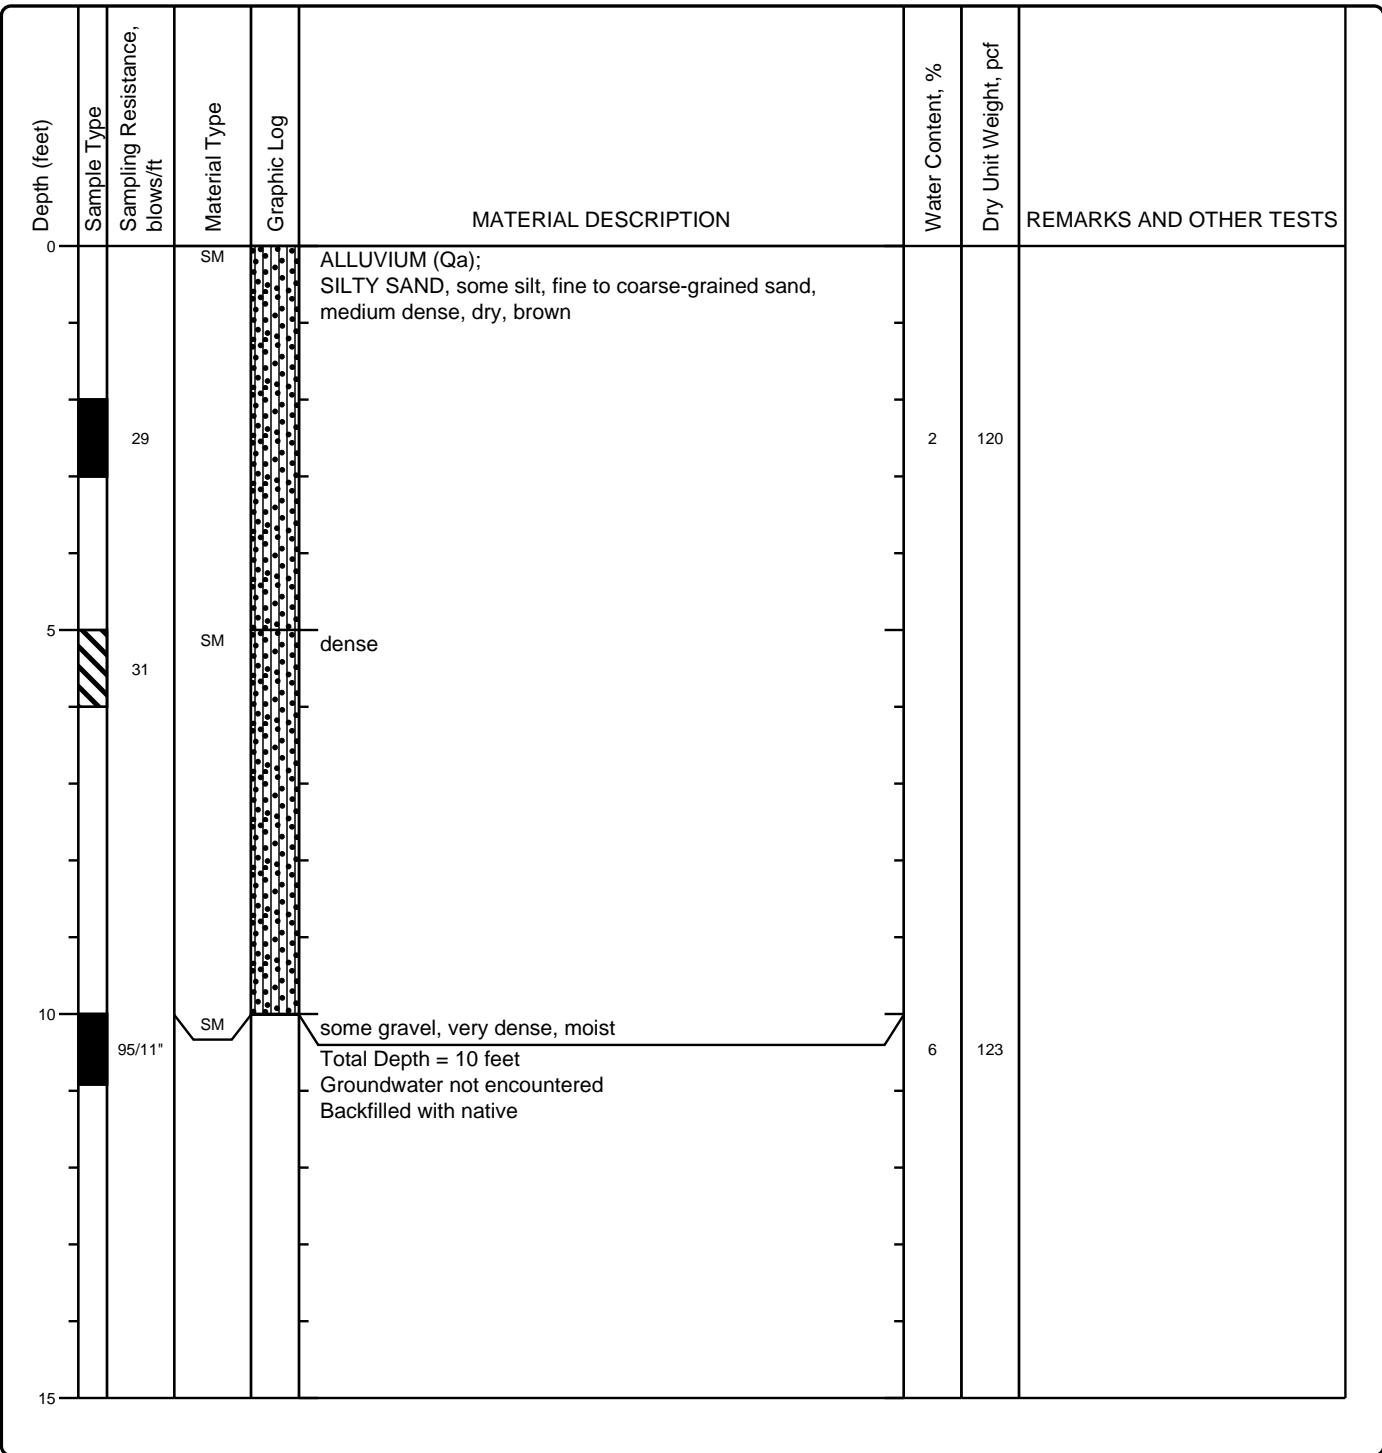 Depth (feet)
Sample Type
Sampling Resistance,
blows/ft
Material Type
Graphic Log
MATERIAL DESCRIPTION
Water Content, %
Dry Unit Weight, pcf
REMARKS AND OTHER TESTS
0
SM
ALLUVIUM (Qa);
SILTY SAND, some silt, fine to coarse-grained sand,
medium dense, dry, brown
29
2
120
5
SM
dense
31
10
SM
some gravel, very dense, moist
95/11"
6
123
Total Depth = 10 feet
Groundwater not encountered
Backfilled with native
15